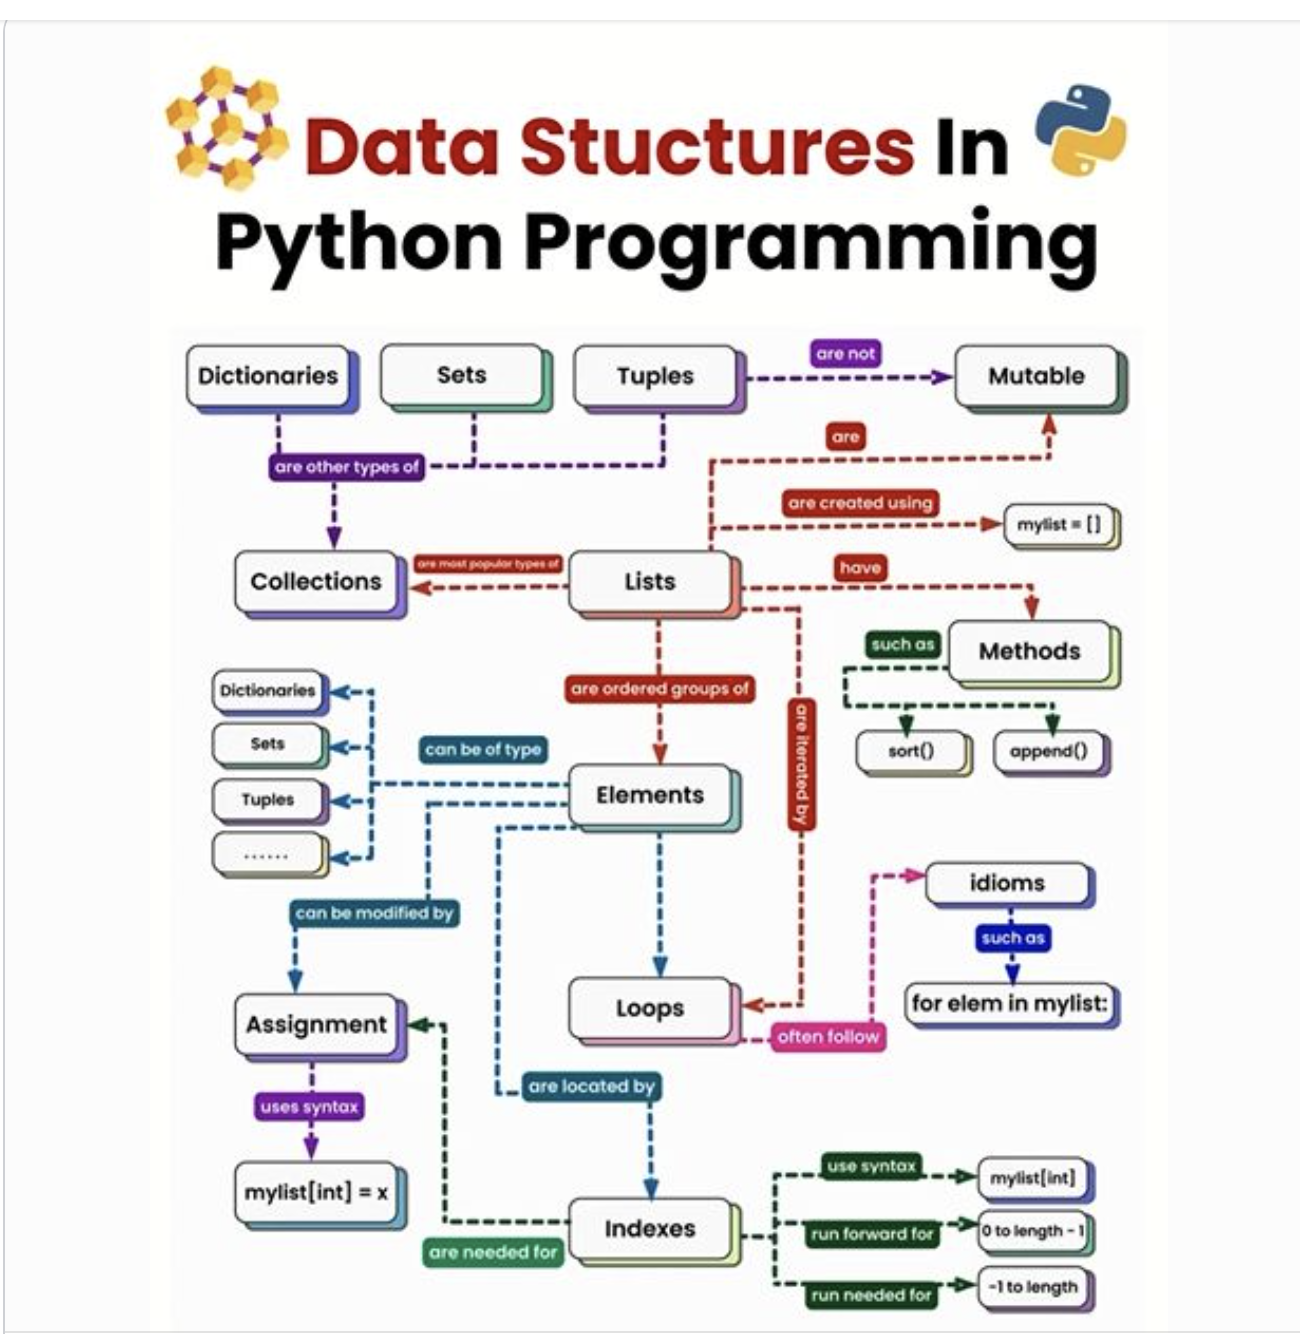 Data Stuctures In
Python Programming
Dictionaries
Sets
Tuples
are not
Mutable
are
are other types of
are created using
mylist = []
Collections
are most popular types of
Lists
have
such as
Methods
Dictionaries
are ordered groups of
Sets
can be of type
are iterated by
sort()
append()
Tuples
Elements
......
can be modified by
idioms
such as
Assignment
Loops
for elem in mylist:
often follow
uses syntax
are located by
mylist[int] = x
Indexes
are needed for
use syntax
mylist[int]
run forward for
0 to length - 1
run needed for
-1 to length